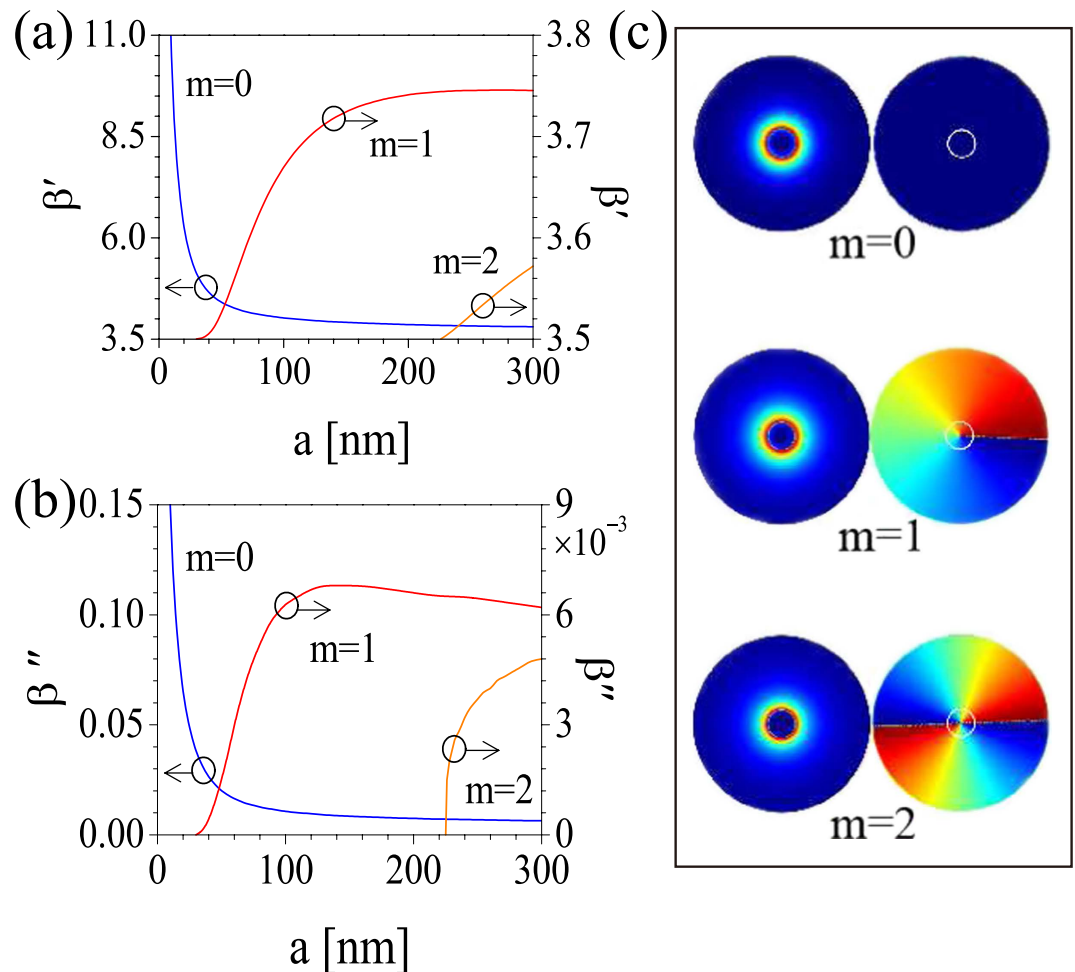 (a)
11.0
8.5
6.0
3.5
β′
m=0
m=1
m=2
3.8
3.7
3.6
3.5
β′
0
100
200
300
a [nm]
(b)
0.15
0.10
0.05
0.00
β″
m=0
m=1
m=2
9
×10⁻³
6
3
0
β″
0
100
200
300
a [nm]
(c)
m=0
m=1
m=2